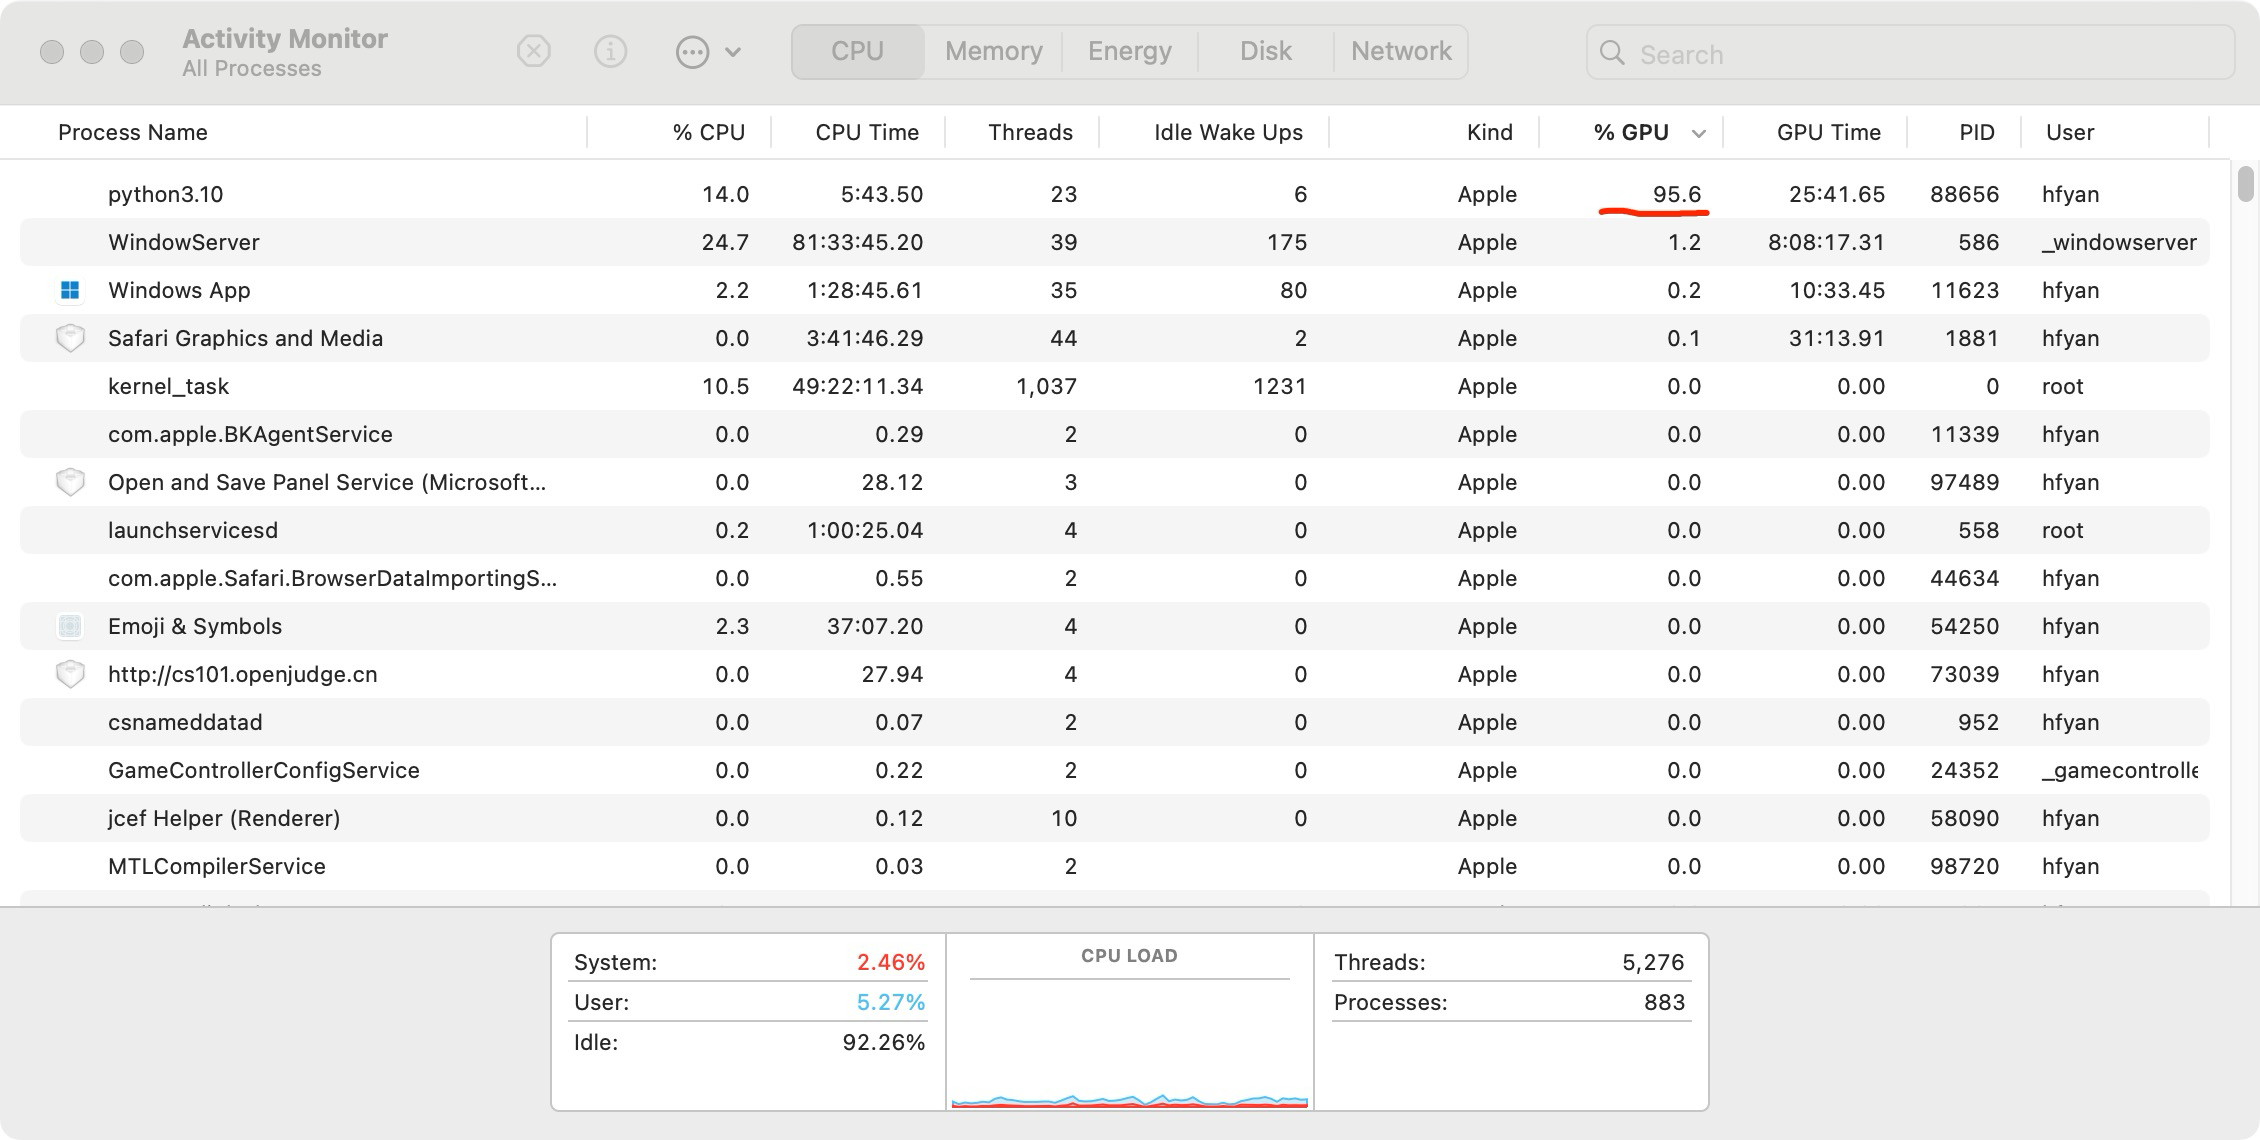 Activity Monitor
All Processes
CPU Memory Energy Disk Network
Search
Process Name % CPU CPU Time Threads Idle Wake Ups Kind % GPU GPU Time PID User
python3.10 14.0 5:43.50 23 6 Apple 95.6 25:41.65 88656 hfyan
WindowServer 24.7 81:33:45.20 39 175 Apple 1.2 8:08:17.31 586 _windowserver
Windows App 2.2 1:28:45.61 35 80 Apple 0.2 10:33.45 11623 hfyan
Safari Graphics and Media 0.0 3:41:46.29 44 2 Apple 0.1 31:13.91 1881 hfyan
kernel_task 10.5 49:22:11.34 1,037 1231 Apple 0.0 0.00 0 root
com.apple.BKAgentService 0.0 0.29 2 0 Apple 0.0 0.00 11339 hfyan
Open and Save Panel Service (Microsoft... 0.0 28.12 3 0 Apple 0.0 0.00 97489 hfyan
launchservicesd 0.2 1:00:25.04 4 0 Apple 0.0 0.00 558 root
com.apple.Safari.BrowserDataImportingS... 0.0 0.55 2 0 Apple 0.0 0.00 44634 hfyan
Emoji & Symbols 2.3 37:07.20 4 0 Apple 0.0 0.00 54250 hfyan
http://cs101.openjudge.cn 0.0 27.94 4 0 Apple 0.0 0.00 73039 hfyan
csnameddatad 0.0 0.07 2 0 Apple 0.0 0.00 952 hfyan
GameControllerConfigService 0.0 0.22 2 0 Apple 0.0 0.00 24352 _gamecontrolle
jcef Helper (Renderer) 0.0 0.12 10 0 Apple 0.0 0.00 58090 hfyan
MTLCompilerService 0.0 0.03 2 Apple 0.0 0.00 98720 hfyan
System: 2.46%
User: 5.27%
Idle: 92.26%
CPU LOAD
Threads: 5,276
Processes: 883